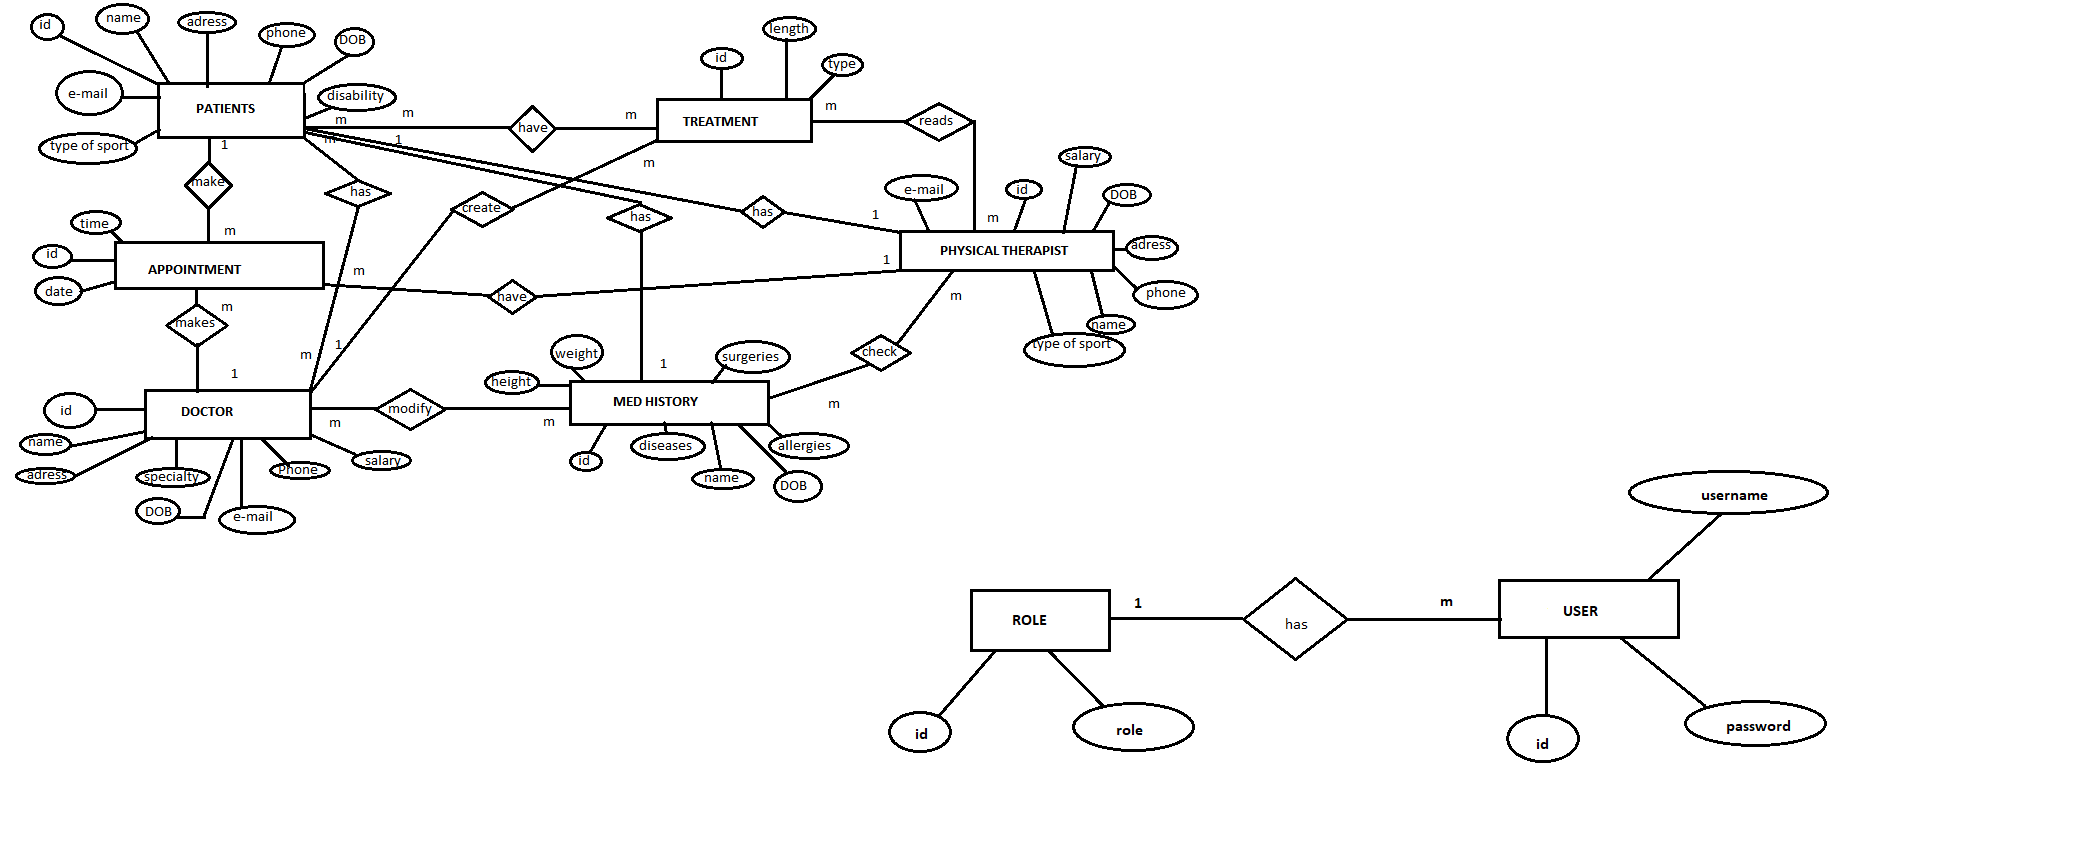 id
name
adress
phone
DOB
e-mail
PATIENTS
disability
type of sport
m
m
m
1
m
1
have
m
id
length
type
TREATMENT
m
reads
m
make
has
create
has
has
1
m
e-mail
id
salary
DOB
PHYSICAL THERAPIST
adress
phone
name
type of sport
1
m
time
id
date
m
APPOINTMENT
m
have
m
makes
1
m
1
weight
height
1
surgeries
check
m
MED HISTORY
id
diseases
name
DOB
allergies
m
modify
m
DOCTOR
id
name
adress
specialty
DOB
e-mail
Phone
salary
username
ROLE
1
has
m
USER
id
role
id
password